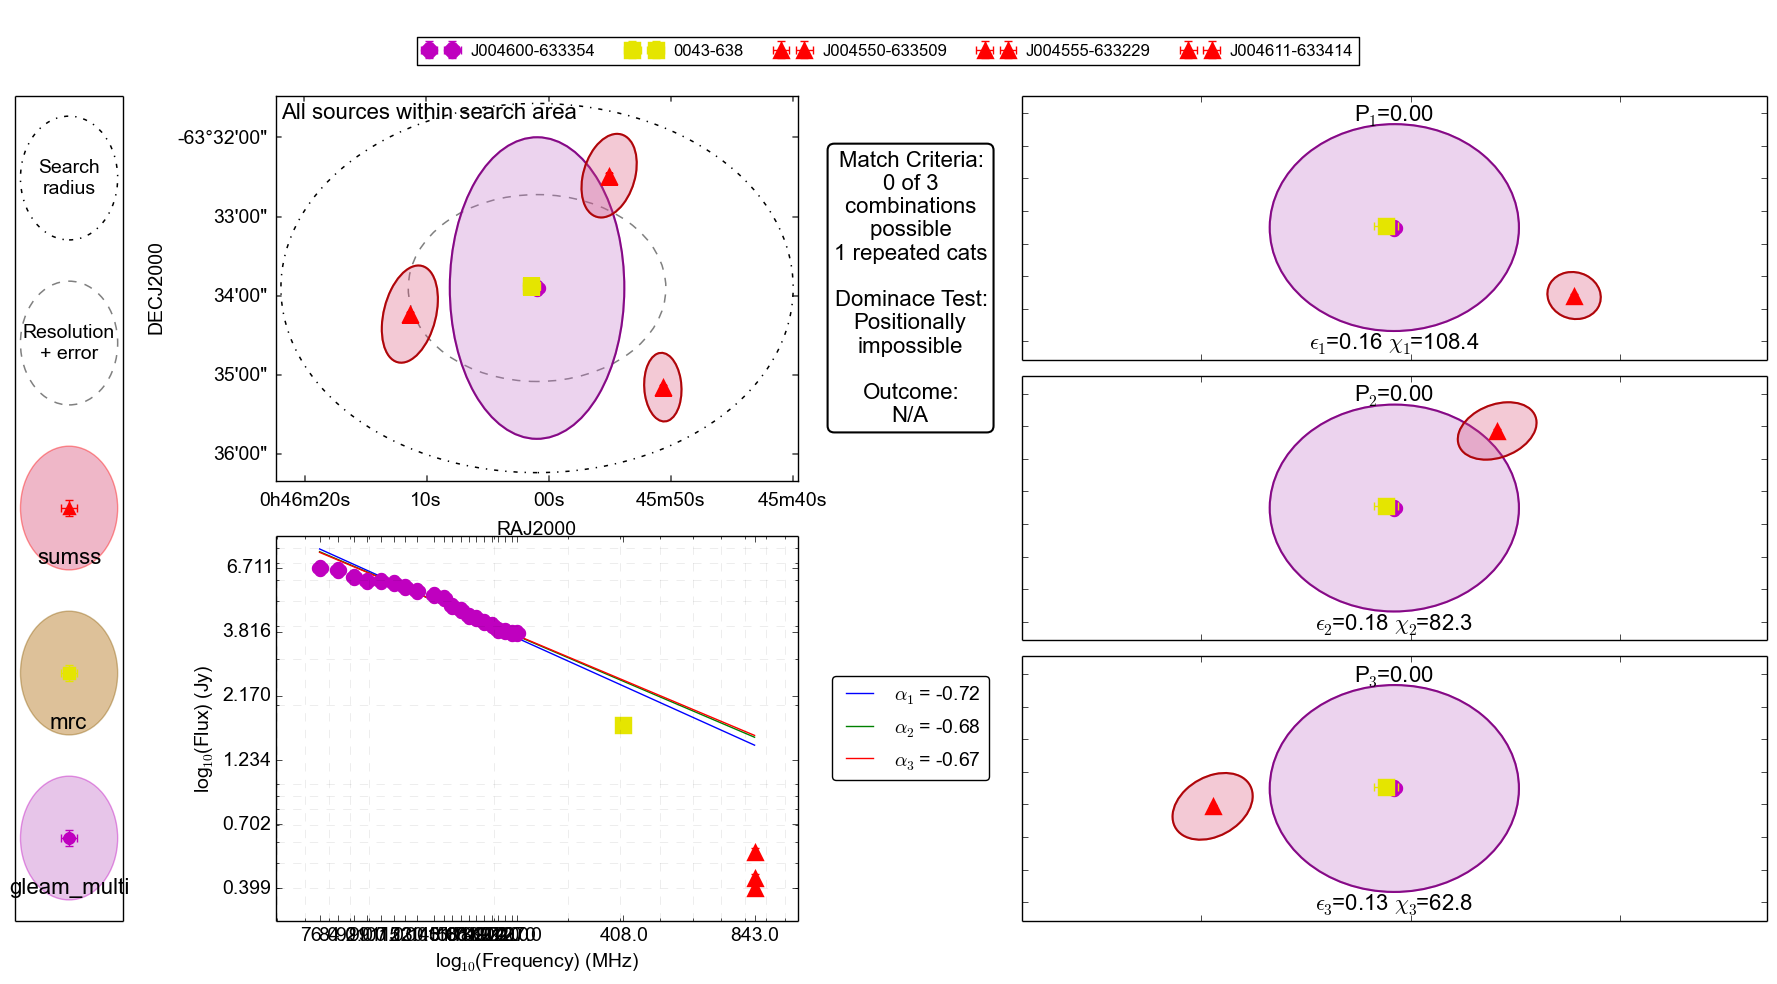 J004600-633354
0043-638
J004550-633509
J004555-633229
J004611-633414
Search
radius
Resolution
+ error
sumss
mrc
gleam_multi
All sources within search area
-63°32'00"
33'00"
34'00"
35'00"
36'00"
DECJ2000
0h46m20s
10s
00s
45m50s
45m40s
RAJ2000
Match Criteria:
0 of 3
combinations
possible
1 repeated cats
Dominace Test:
Positionally
impossible
Outcome:
N/A
6.711
3.816
2.170
1.234
0.702
0.399
log₁₀(Flux) (Jy)
408.0
843.0
log₁₀(Frequency) (MHz)
α₁ = -0.72
α₂ = -0.68
α₃ = -0.67
P₁=0.00
ϵ₁=0.16 χ₁=108.4
P₂=0.00
ϵ₂=0.18 χ₂=82.3
P₃=0.00
ϵ₃=0.13 χ₃=62.8